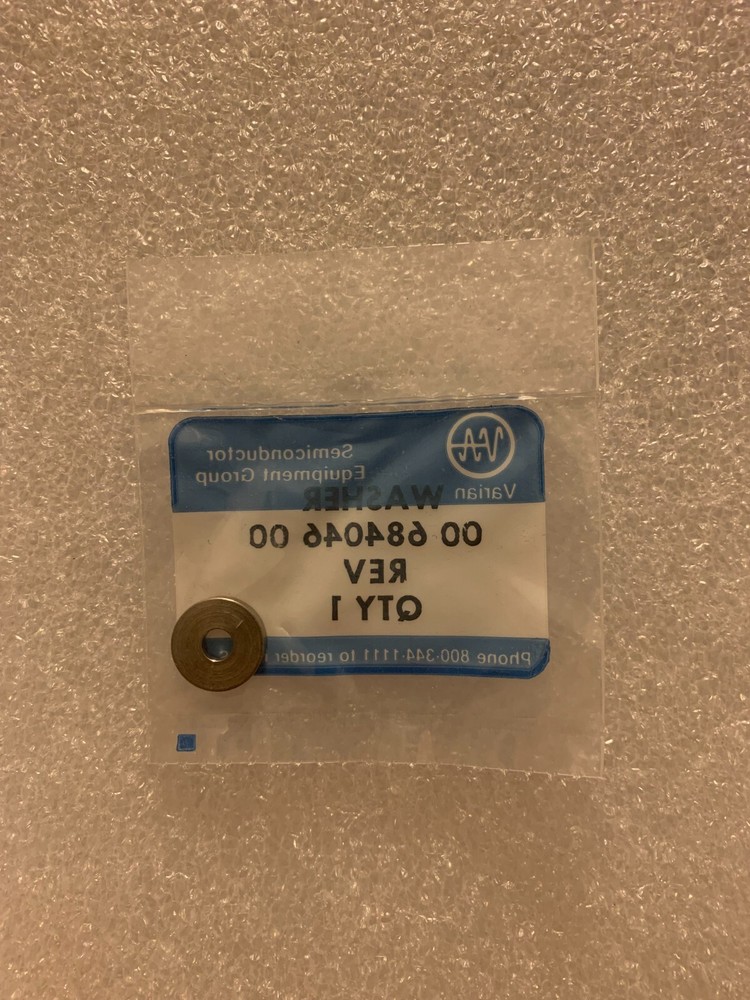 Varian
Semiconductor
Equipment Group
WASHER
00 684046 00
REV
QTY 1
Phone 800-344-1111 to reorder